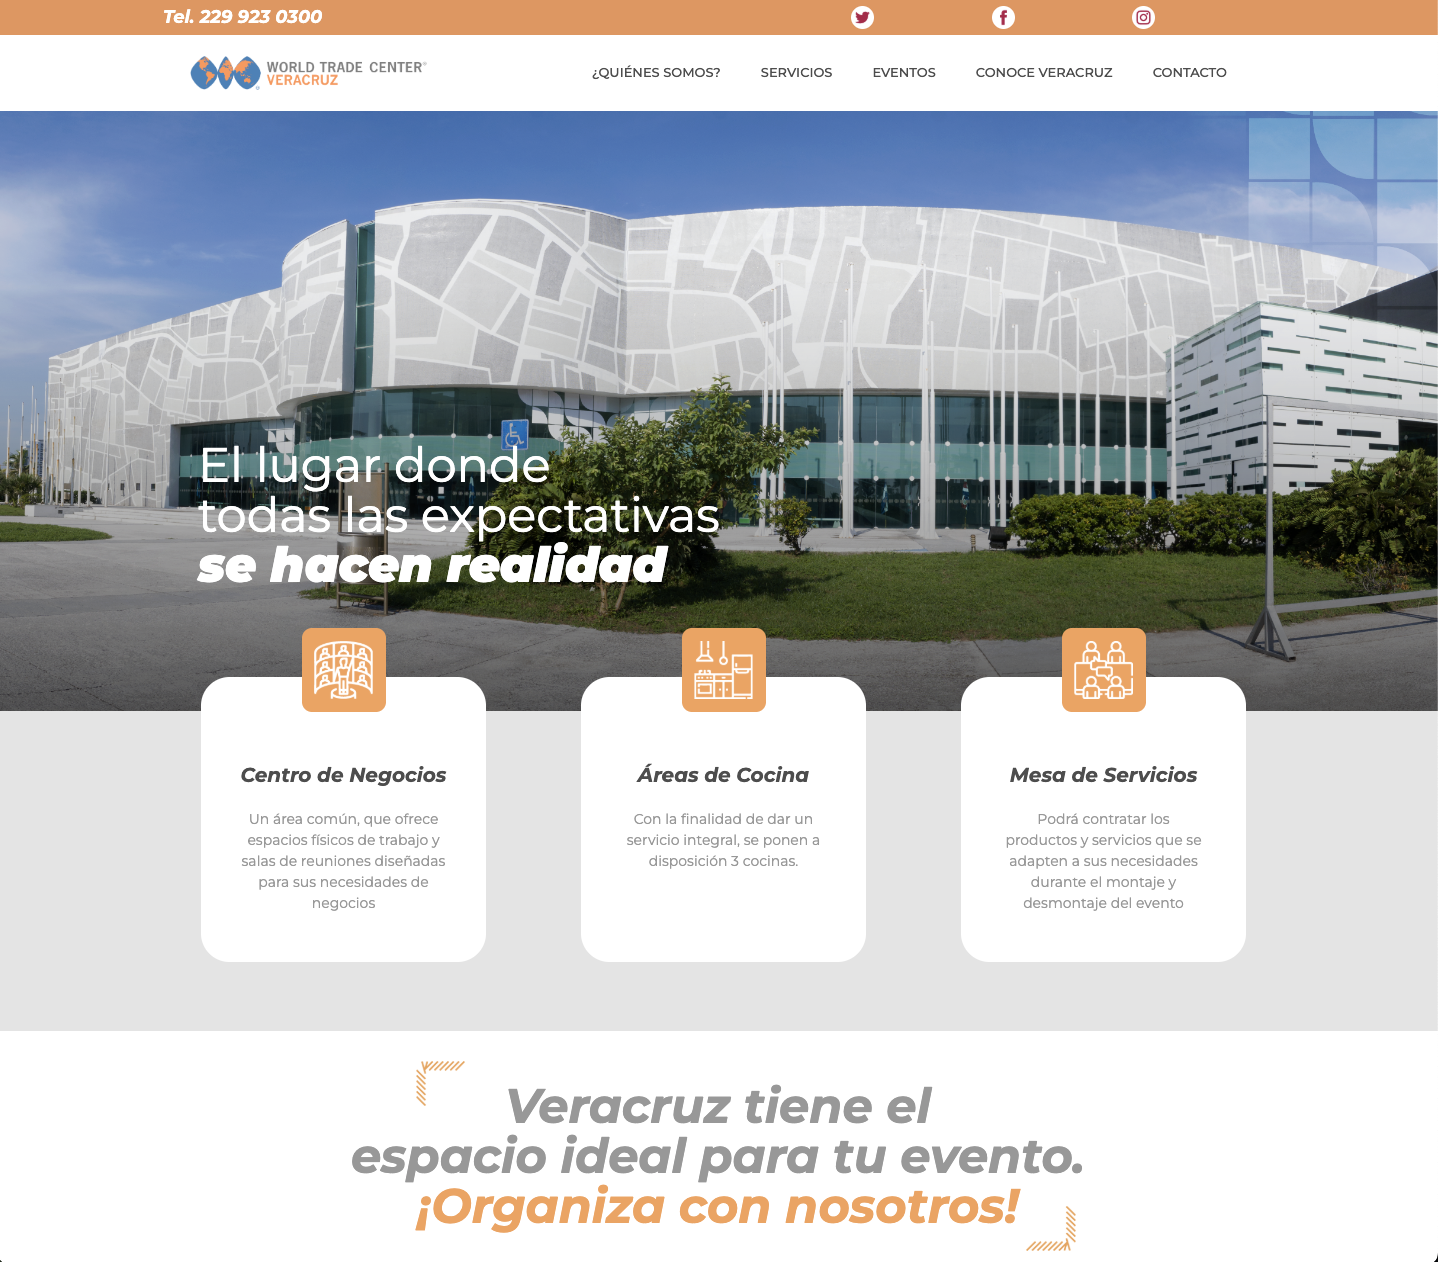 Tel. 229 923 0300
WORLD TRADE CENTER®
VERACRUZ
¿QUIÉNES SOMOS?
SERVICIOS
EVENTOS
CONOCE VERACRUZ
CONTACTO
El lugar donde
todas las expectativas
se hacen realidad
Centro de Negocios
Un área común, que ofrece
espacios físicos de trabajo y
salas de reuniones diseñadas
para sus necesidades de
negocios
Áreas de Cocina
Con la finalidad de dar un
servicio integral, se ponen a
disposición 3 cocinas.
Mesa de Servicios
Podrá contratar los
productos y servicios que se
adapten a sus necesidades
durante el montaje y
desmontaje del evento
Veracruz tiene el
espacio ideal para tu evento.
¡Organiza con nosotros!